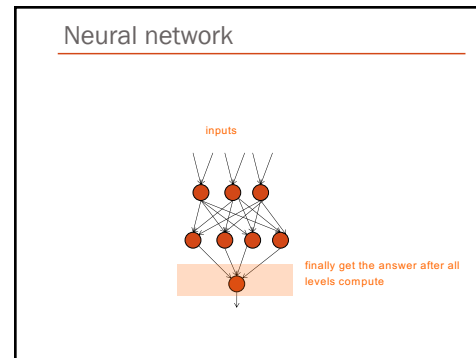 Neural network
inputs
finally get the answer after all
levels compute